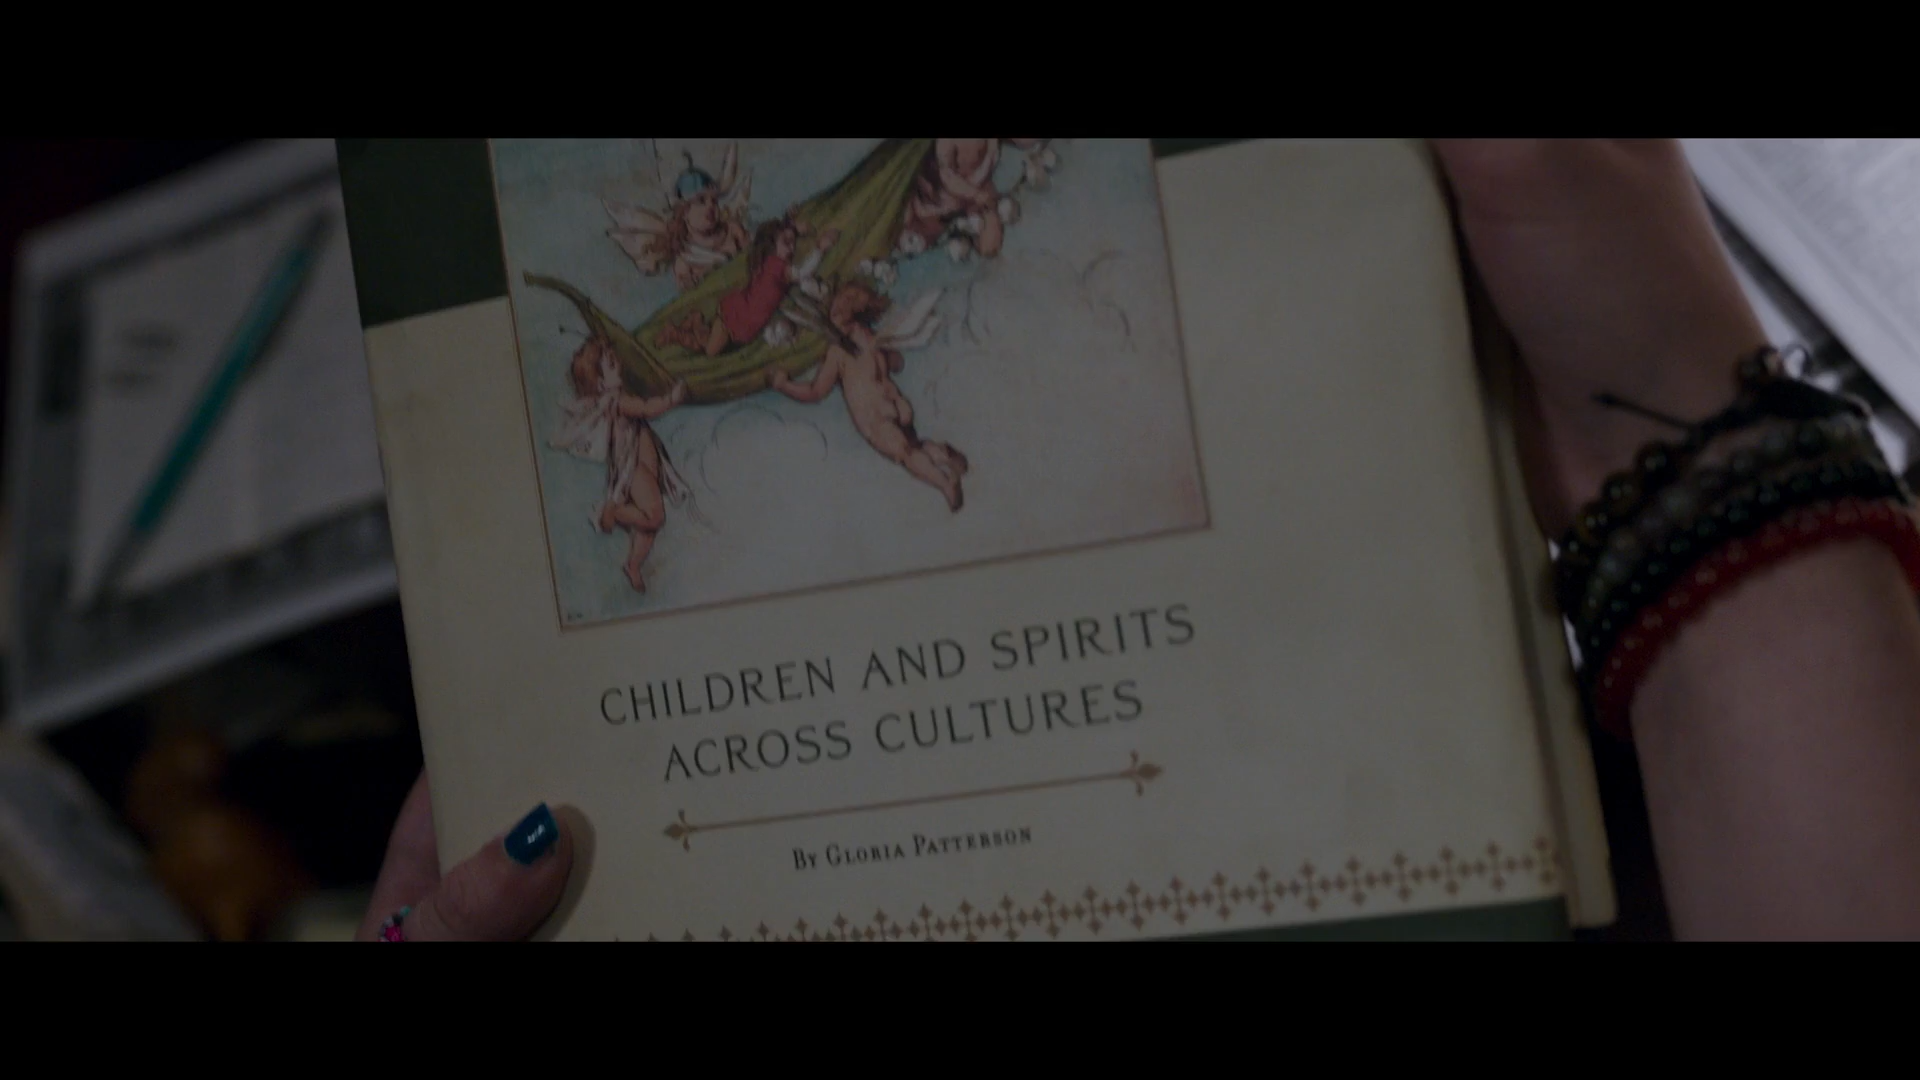 CHILDREN AND SPIRITS
ACROSS CULTURES
BY GLORIA PATTERSON